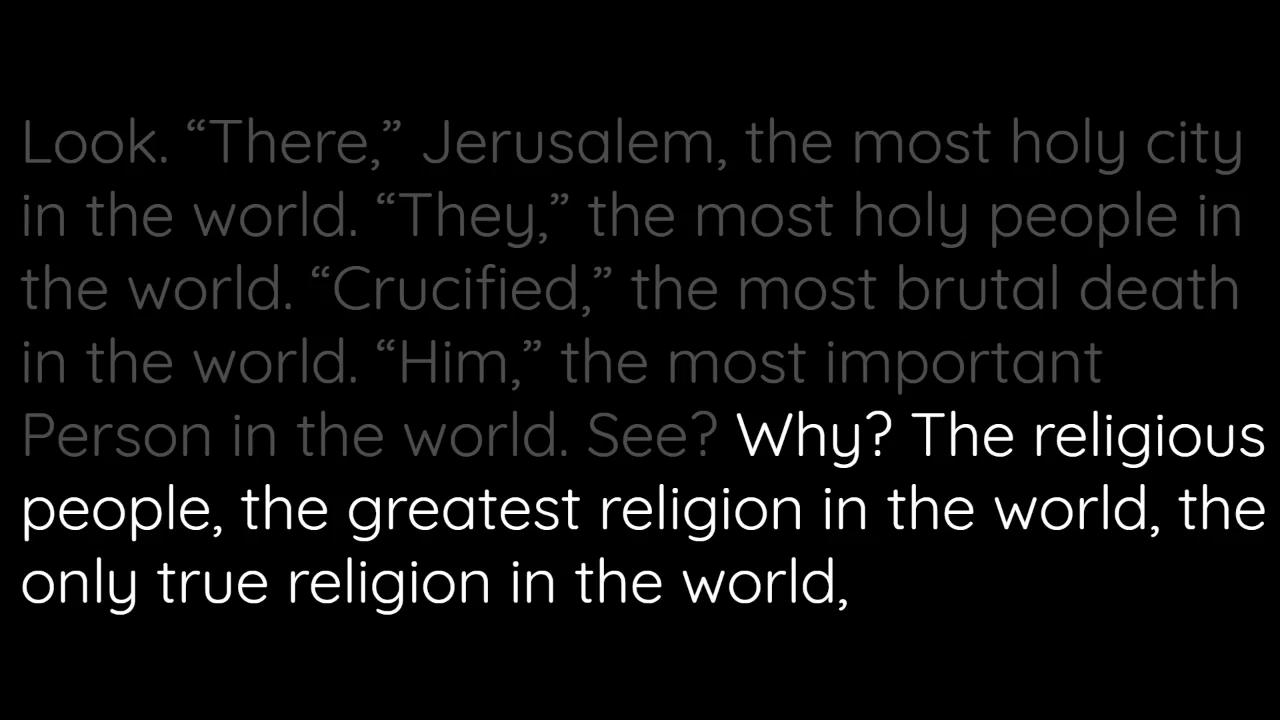 Look. “There,” Jerusalem, the most holy city
in the world. “They,” the most holy people in
the world. “Crucified,” the most brutal death
in the world. “Him,” the most important
Person in the world. See? Why? The religious
people, the greatest religion in the world, the
only true religion in the world,